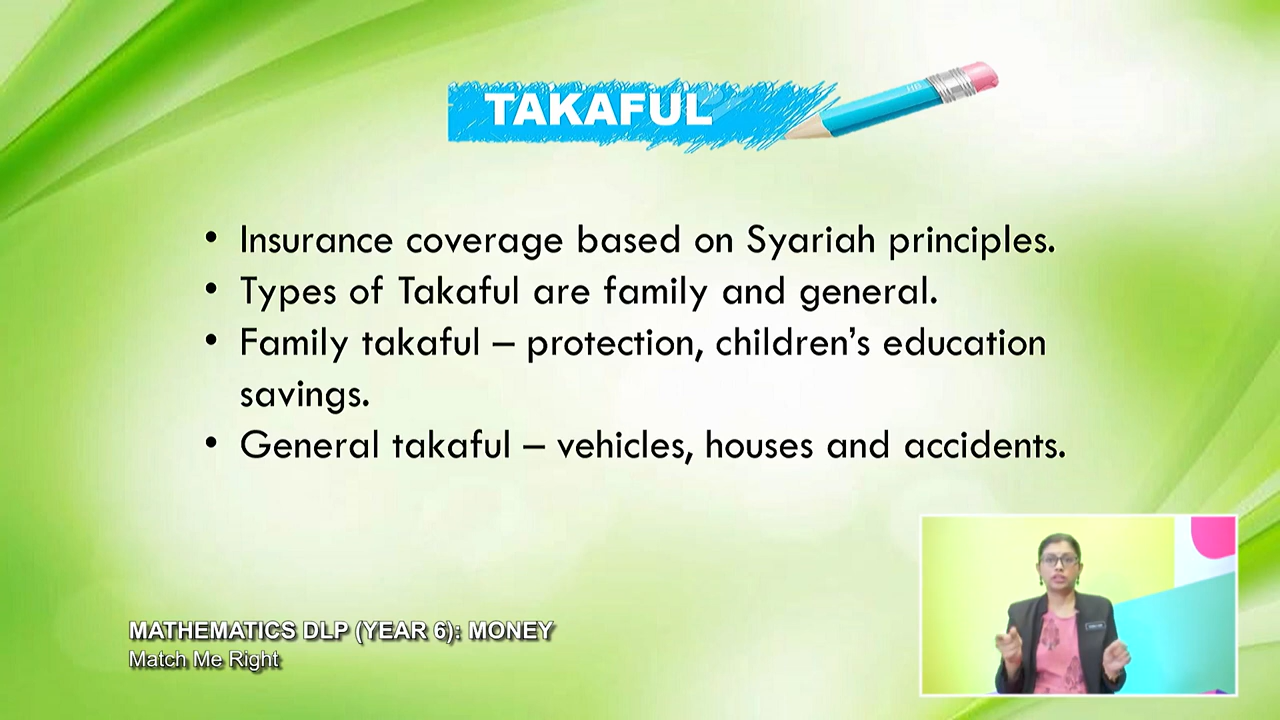 TAKAFUL
• Insurance coverage based on Syariah principles.
• Types of Takaful are family and general.
• Family takaful – protection, children’s education
savings.
• General takaful – vehicles, houses and accidents.
MATHEMATICS DLP (YEAR 6): MONEY
Match Me Right